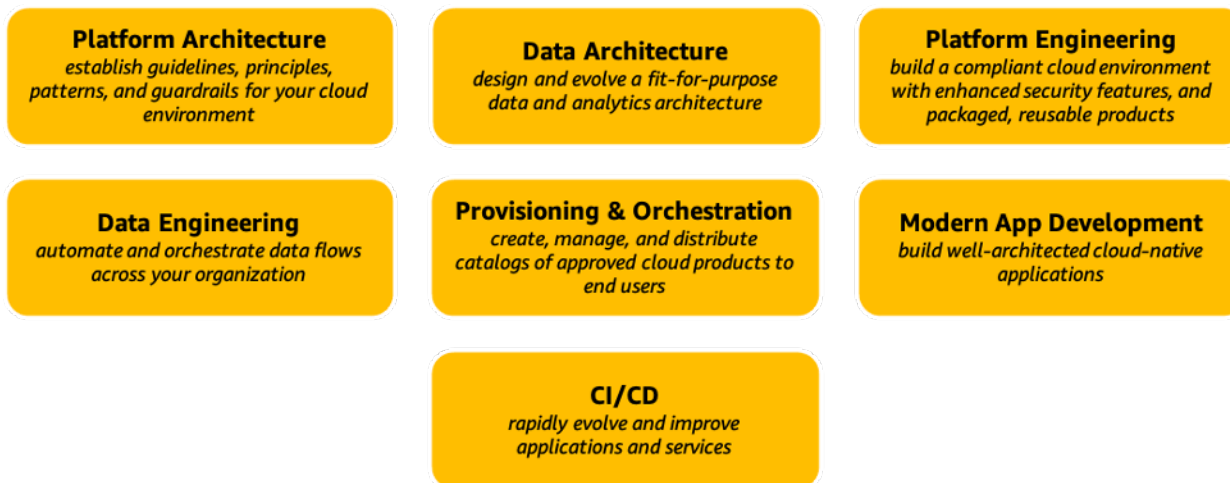 Platform Architecture
establish guidelines, principles,
patterns, and guardrails for your cloud
environment
Data Architecture
design and evolve a fit-for-purpose
data and analytics architecture
Platform Engineering
build a compliant cloud environment
with enhanced security features, and
packaged, reusable products
Data Engineering
automate and orchestrate data flows
across your organization
Provisioning & Orchestration
create, manage, and distribute
catalogs of approved cloud products to
end users
Modern App Development
build well-architected cloud-native
applications
CI/CD
rapidly evolve and improve
applications and services